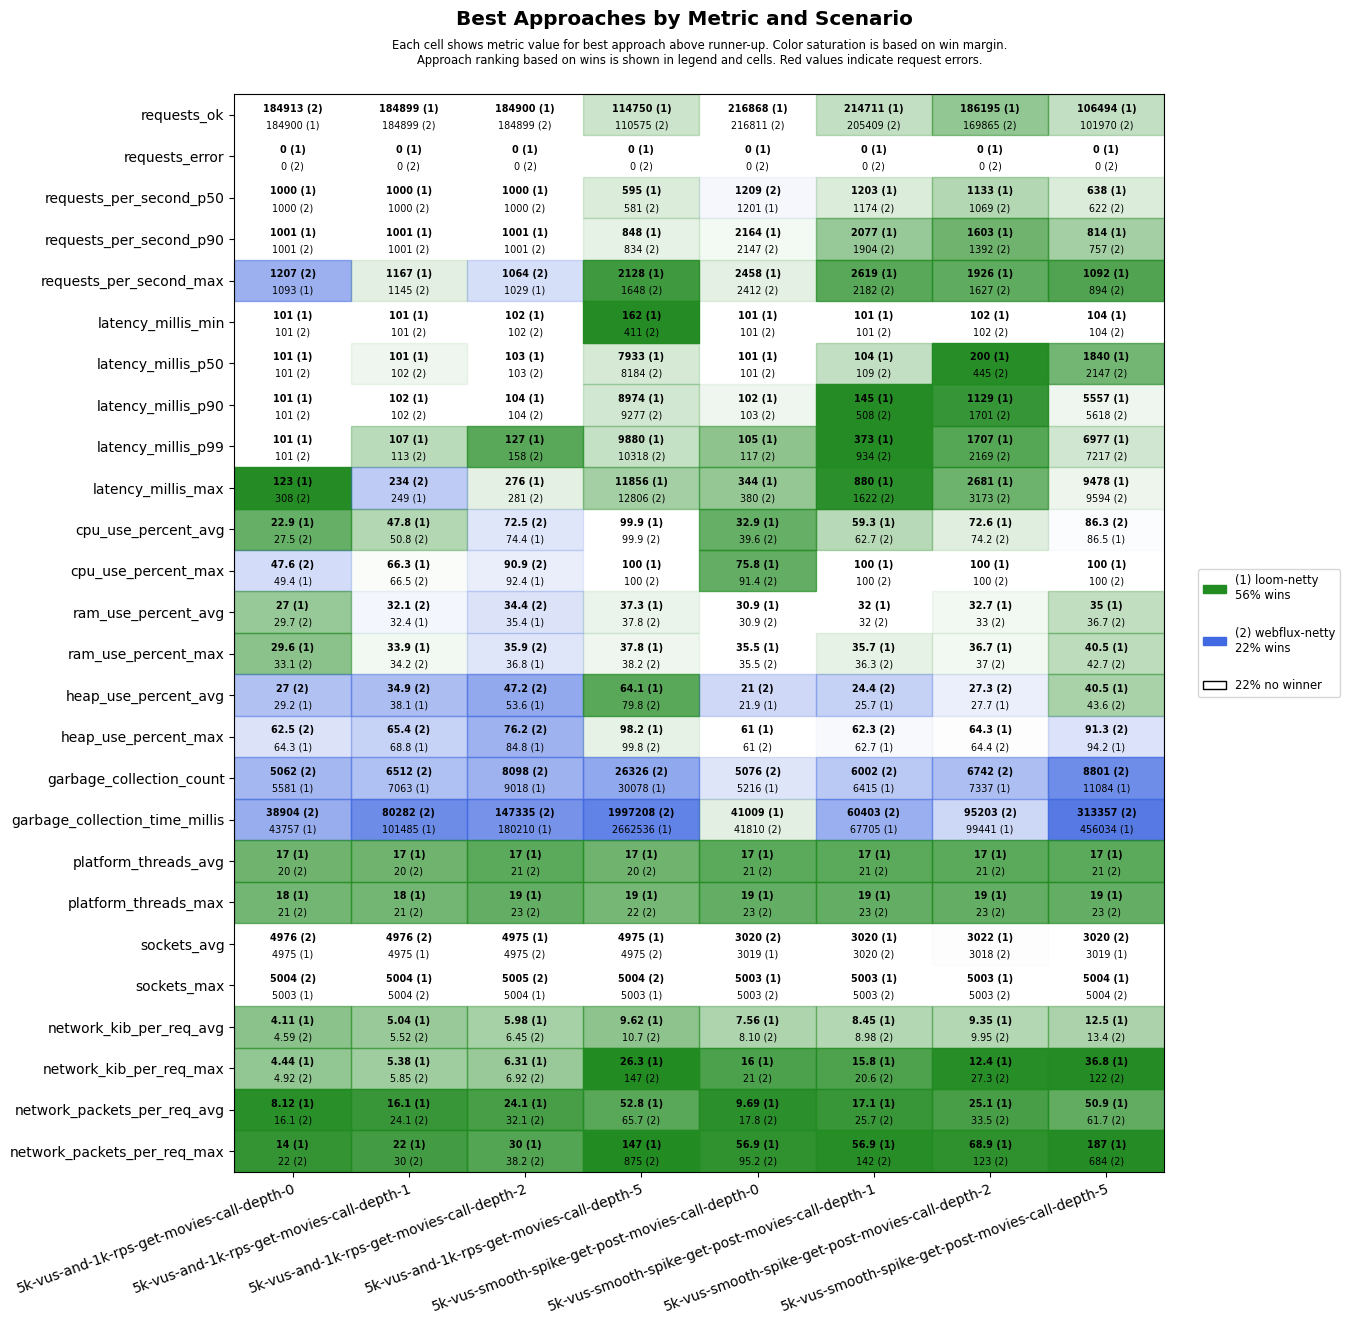 Best Approaches by Metric and Scenario
Each cell shows metric value for best approach above runner-up. Color saturation is based on win margin.
Approach ranking based on wins is shown in legend and cells. Red values indicate request errors.
requests_ok
184913 (2) 184899 (1) 184900 (1) 114750 (1) 216868 (1) 214711 (1) 186195 (1) 106494 (1)
184900 (1) 184899 (2) 184899 (2) 110575 (2) 216811 (2) 205409 (2) 169865 (2) 101970 (2)
requests_error
0 (1) 0 (1) 0 (1) 0 (1) 0 (1) 0 (1) 0 (1) 0 (1)
0 (2) 0 (2) 0 (2) 0 (2) 0 (2) 0 (2) 0 (2) 0 (2)
requests_per_second_p50
1000 (1) 1000 (1) 1000 (1) 595 (1) 1209 (2) 1203 (1) 1133 (1) 638 (1)
1000 (2) 1000 (2) 1000 (2) 581 (2) 1201 (1) 1174 (2) 1069 (2) 622 (2)
requests_per_second_p90
1001 (1) 1001 (1) 1001 (1) 848 (1) 2164 (1) 2077 (1) 1603 (1) 814 (1)
1001 (2) 1001 (2) 1001 (2) 834 (2) 2147 (2) 1904 (2) 1392 (2) 757 (2)
requests_per_second_max
1207 (2) 1167 (1) 1064 (2) 2128 (1) 2458 (1) 2619 (1) 1926 (1) 1092 (1)
1093 (1) 1145 (2) 1029 (1) 1648 (2) 2412 (2) 2182 (2) 1627 (2) 894 (2)
latency_millis_min
101 (1) 101 (1) 102 (1) 162 (1) 101 (1) 101 (1) 102 (1) 104 (1)
101 (2) 101 (2) 102 (2) 411 (2) 101 (2) 101 (2) 102 (2) 104 (2)
latency_millis_p50
101 (1) 101 (1) 103 (1) 7933 (1) 101 (1) 104 (1) 200 (1) 1840 (1)
101 (2) 102 (2) 103 (2) 8184 (2) 101 (2) 109 (2) 445 (2) 2147 (2)
latency_millis_p90
101 (1) 102 (1) 104 (1) 8974 (1) 102 (1) 145 (1) 1129 (1) 5557 (1)
101 (2) 102 (2) 104 (2) 9277 (2) 103 (2) 508 (2) 1701 (2) 5618 (2)
latency_millis_p99
101 (1) 107 (1) 127 (1) 9880 (1) 105 (1) 373 (1) 1707 (1) 6977 (1)
101 (2) 113 (2) 158 (2) 10318 (2) 117 (2) 934 (2) 2169 (2) 7217 (2)
latency_millis_max
123 (1) 234 (2) 276 (1) 11856 (1) 344 (1) 880 (1) 2681 (1) 9478 (1)
308 (2) 249 (1) 281 (2) 12806 (2) 380 (2) 1622 (2) 3173 (2) 9594 (2)
cpu_use_percent_avg
22.9 (1) 47.8 (1) 72.5 (2) 99.9 (1) 32.9 (1) 59.3 (1) 72.6 (1) 86.3 (2)
27.5 (2) 50.8 (2) 74.4 (1) 99.9 (2) 39.6 (2) 62.7 (2) 74.2 (2) 86.5 (1)
cpu_use_percent_max
47.6 (2) 66.3 (1) 90.9 (2) 100 (1) 75.8 (1) 100 (1) 100 (1) 100 (1)
49.4 (1) 66.5 (2) 92.4 (1) 100 (2) 91.4 (2) 100 (2) 100 (2) 100 (2)
ram_use_percent_avg
27 (1) 32.1 (2) 34.4 (2) 37.3 (1) 30.9 (1) 32 (1) 32.7 (1) 35 (1)
29.7 (2) 32.4 (1) 35.4 (1) 37.8 (2) 30.9 (2) 32 (2) 33 (2) 36.7 (2)
ram_use_percent_max
29.6 (1) 33.9 (1) 35.9 (2) 37.8 (1) 35.5 (1) 35.7 (1) 36.7 (1) 40.5 (1)
33.1 (2) 34.2 (2) 36.8 (1) 38.2 (2) 35.5 (2) 36.3 (2) 37 (2) 42.7 (2)
heap_use_percent_avg
27 (2) 34.9 (2) 47.2 (2) 64.1 (1) 21 (2) 24.4 (2) 27.3 (2) 40.5 (1)
29.2 (1) 38.1 (1) 53.6 (1) 79.8 (2) 21.9 (1) 25.7 (1) 27.7 (1) 43.6 (2)
heap_use_percent_max
62.5 (2) 65.4 (2) 76.2 (2) 98.2 (1) 61 (1) 62.3 (2) 64.3 (1) 91.3 (2)
64.3 (1) 68.8 (1) 84.8 (1) 99.8 (2) 61 (2) 62.7 (1) 64.4 (2) 94.2 (1)
garbage_collection_count
5062 (2) 6512 (2) 8098 (2) 26326 (2) 5076 (2) 6002 (2) 6742 (2) 8801 (2)
5581 (1) 7063 (1) 9018 (1) 30078 (1) 5216 (1) 6415 (1) 7337 (1) 11084 (1)
garbage_collection_time_millis
38904 (2) 80282 (2) 147335 (2) 1997208 (2) 41009 (1) 60403 (2) 95203 (2) 313357 (2)
43757 (1) 101485 (1) 180210 (1) 2662536 (1) 41810 (2) 67705 (1) 99441 (1) 456034 (1)
platform_threads_avg
17 (1) 17 (1) 17 (1) 17 (1) 17 (1) 17 (1) 17 (1) 17 (1)
20 (2) 20 (2) 21 (2) 20 (2) 21 (2) 21 (2) 21 (2) 21 (2)
platform_threads_max
18 (1) 18 (1) 19 (1) 19 (1) 19 (1) 19 (1) 19 (1) 19 (1)
21 (2) 21 (2) 23 (2) 22 (2) 23 (2) 23 (2) 23 (2) 23 (2)
sockets_avg
4976 (2) 4976 (2) 4975 (1) 4975 (1) 3020 (2) 3020 (1) 3022 (1) 3020 (2)
4975 (1) 4975 (1) 4975 (2) 4975 (2) 3019 (1) 3020 (2) 3018 (2) 3019 (1)
sockets_max
5004 (2) 5004 (1) 5005 (2) 5004 (2) 5003 (1) 5003 (1) 5003 (1) 5004 (1)
5003 (1) 5004 (2) 5004 (1) 5003 (1) 5003 (2) 5003 (2) 5003 (2) 5004 (2)
network_kib_per_req_avg
4.11 (1) 5.04 (1) 5.98 (1) 9.62 (1) 7.56 (1) 8.45 (1) 9.35 (1) 12.5 (1)
4.59 (2) 5.52 (2) 6.45 (2) 10.7 (2) 8.10 (2) 8.98 (2) 9.95 (2) 13.4 (2)
network_kib_per_req_max
4.44 (1) 5.38 (1) 6.31 (1) 26.3 (1) 16 (1) 15.8 (1) 12.4 (1) 36.8 (1)
4.92 (2) 5.85 (2) 6.92 (2) 147 (2) 21 (2) 20.6 (2) 27.3 (2) 122 (2)
network_packets_per_req_avg
8.12 (1) 16.1 (1) 24.1 (1) 52.8 (1) 9.69 (1) 17.1 (1) 25.1 (1) 50.9 (1)
16.1 (2) 24.1 (2) 32.1 (2) 65.7 (2) 17.8 (2) 25.7 (2) 33.5 (2) 61.7 (2)
network_packets_per_req_max
14 (1) 22 (1) 30 (1) 147 (1) 56.9 (1) 56.9 (1) 68.9 (1) 187 (1)
22 (2) 30 (2) 38.2 (2) 875 (2) 95.2 (2) 142 (2) 123 (2) 684 (2)
5k-vus-and-1k-rps-get-movies-call-depth-0
5k-vus-and-1k-rps-get-movies-call-depth-1
5k-vus-and-1k-rps-get-movies-call-depth-2
5k-vus-and-1k-rps-get-movies-call-depth-5
5k-vus-smooth-spike-get-post-movies-call-depth-0
5k-vus-smooth-spike-get-post-movies-call-depth-1
5k-vus-smooth-spike-get-post-movies-call-depth-2
5k-vus-smooth-spike-get-post-movies-call-depth-5
(1) loom-netty
56% wins
(2) webflux-netty
22% wins
22% no winner